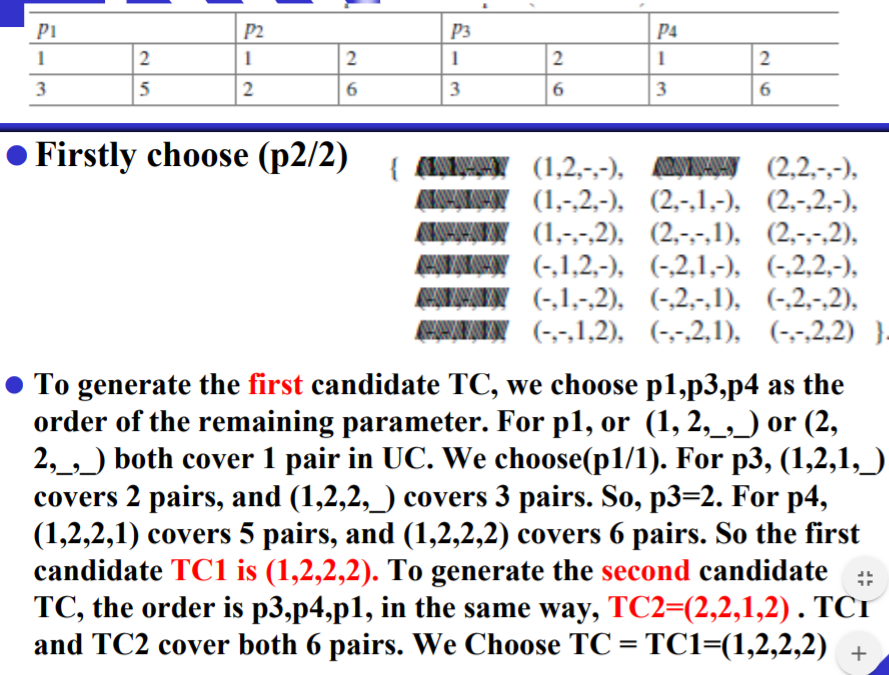 P1 P2 P3 P4
1 2 1 2 1 2 1 2
3 5 2 6 3 6 3 6
● Firstly choose (p2/2)
{ (1,2,-,-), (2,2,-,-),
(1,-,2,-), (2,-,1,-), (2,-,2,-),
(1,-,-,2), (2,-,-,1), (2,-,-,2),
(-,1,2,-), (-,2,1,-), (-,2,2,-),
(-,1,-,2), (-,2,-,1), (-,2,-,2),
(-,-,1,2), (-,-,2,1), (-,-,2,2) }.
● To generate the first candidate TC, we choose p1,p3,p4 as the
order of the remaining parameter. For p1, or (1, 2,_,_) or (2,
2,_,_) both cover 1 pair in UC. We choose(p1/1). For p3, (1,2,1,_)
covers 2 pairs, and (1,2,2,_) covers 3 pairs. So, p3=2. For p4,
(1,2,2,1) covers 5 pairs, and (1,2,2,2) covers 6 pairs. So the first
candidate TC1 is (1,2,2,2). To generate the second candidate
TC, the order is p3,p4,p1, in the same way, TC2=(2,2,1,2) . TC1
and TC2 cover both 6 pairs. We Choose TC = TC1=(1,2,2,2)